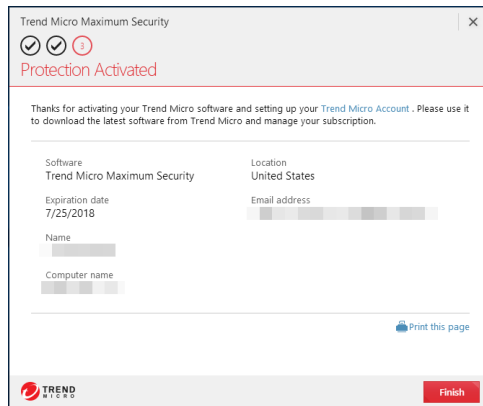 Trend Micro Maximum Security
3
Protection Activated
Thanks for activating your Trend Micro software and setting up your Trend Micro Account . Please use it
to download the latest software from Trend Micro and manage your subscription.
Software
Trend Micro Maximum Security
Location
United States
Expiration date
7/25/2018
Email address
Name
Computer name
Print this page
TREND
MICRO
Finish